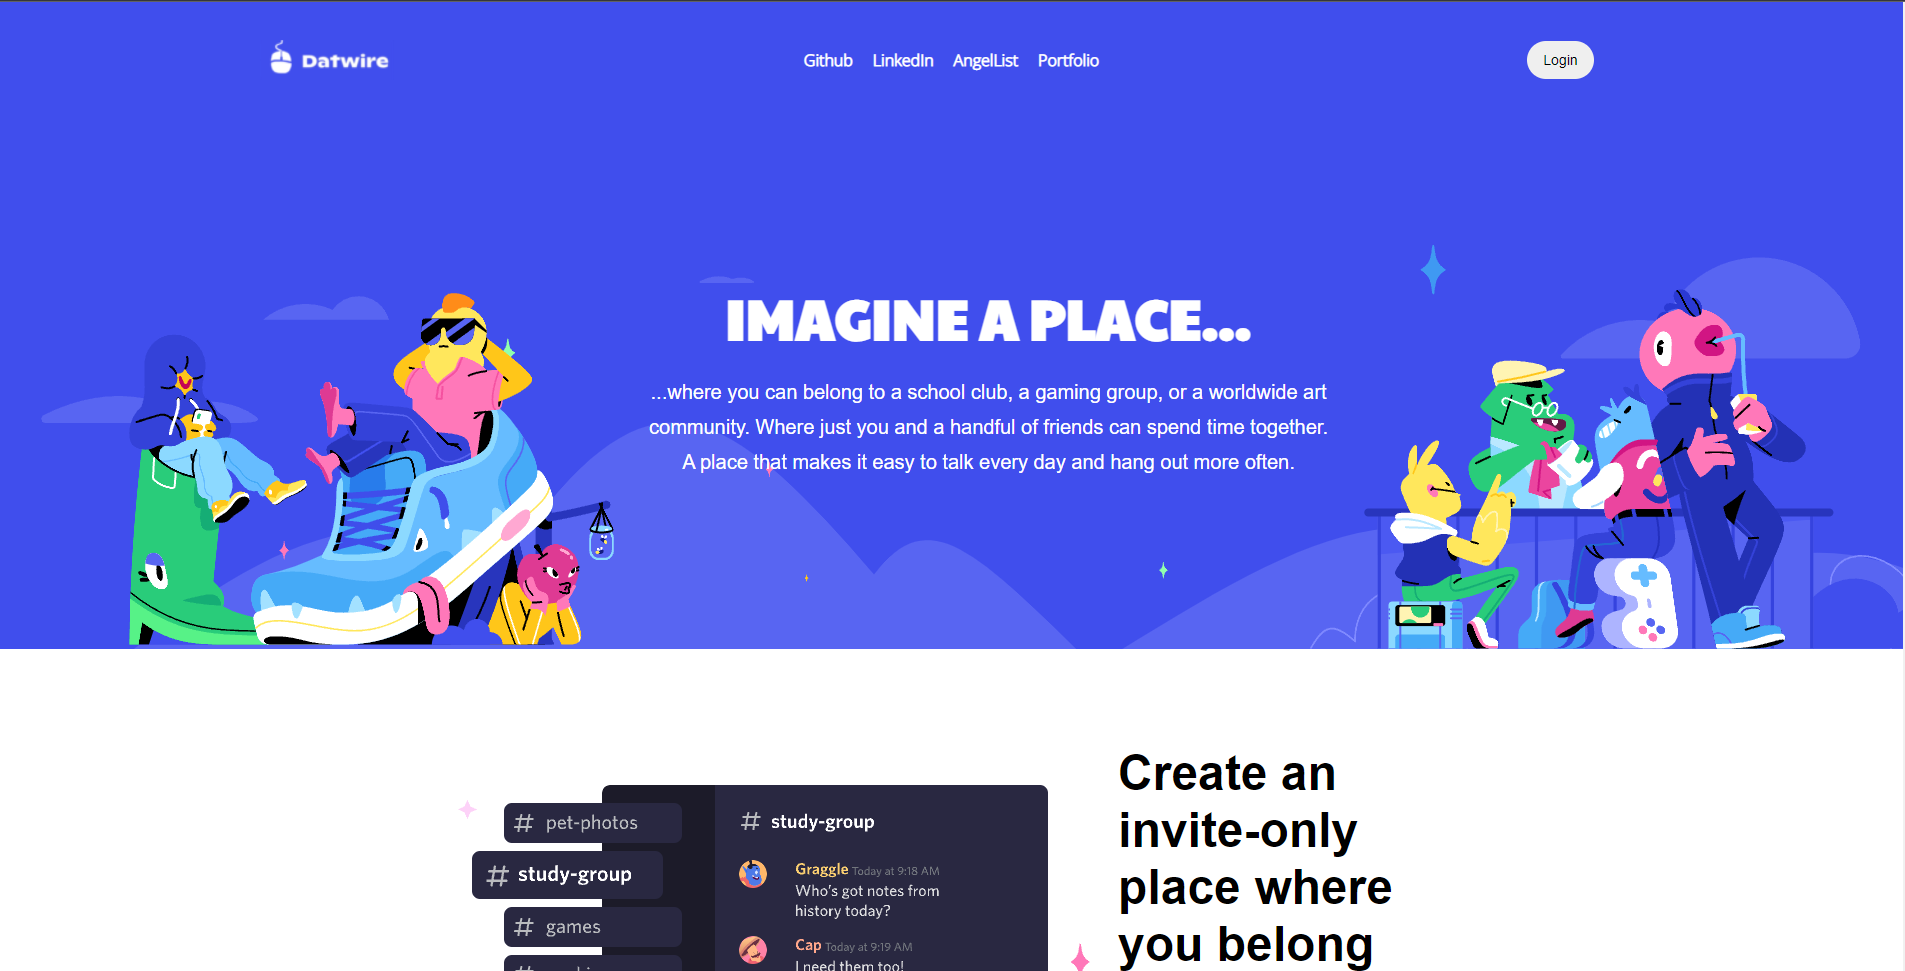 Datwire
Github LinkedIn AngelList Portfolio
Login
IMAGINE A PLACE...
...where you can belong to a school club, a gaming group, or a worldwide art
community. Where just you and a handful of friends can spend time together.
A place that makes it easy to talk every day and hang out more often.
# pet-photos
# study-group
# games
# study-group
Graggle Today at 9:18 AM
Who's got notes from
history today?
Cap Today at 9:19 AM
I need them too!
Create an
invite-only
place where
you belong